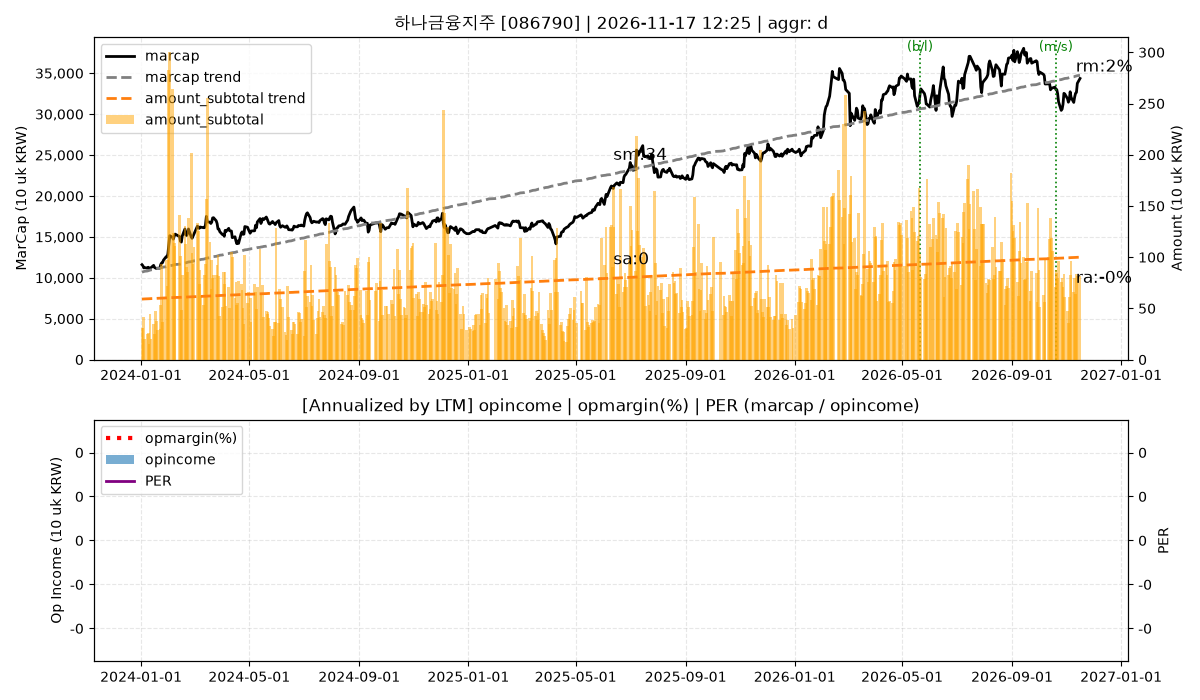 하나금융지주 [086790] | 2026-11-17 12:25 | aggr: d
marcap
marcap trend
amount_subtotal trend
amount_subtotal
(b/l)
(m/s)
rm:2%
sm:34
sa:0
ra:-0%
MarCap (10 uk KRW)
35,000
30,000
25,000
20,000
15,000
10,000
5,000
0
Amount (10 uk KRW)
300
250
200
150
100
50
0
2024-01-01
2024-05-01
2024-09-01
2025-01-01
2025-05-01
2025-09-01
2026-01-01
2026-05-01
2026-09-01
2027-01-01
[Annualized by LTM] opincome | opmargin(%) | PER (marcap / opincome)
opmargin(%)
opincome
PER
Op Income (10 uk KRW)
0
0
0
-0
-0
PER
0
0
0
-0
-0
2024-01-01
2024-05-01
2024-09-01
2025-01-01
2025-05-01
2025-09-01
2026-01-01
2026-05-01
2026-09-01
2027-01-01